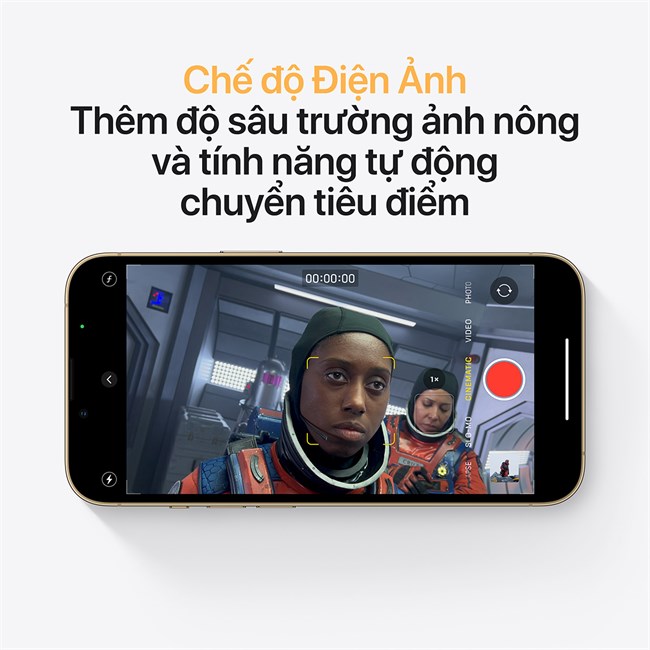 Chế độ Điện Ảnh
Thêm độ sâu trường ảnh nông
và tính năng tự động
chuyển tiêu điểm
00:00:00
PHOTO
VIDEO
CINEMATIC
1×
SLO-MO
LAPSE